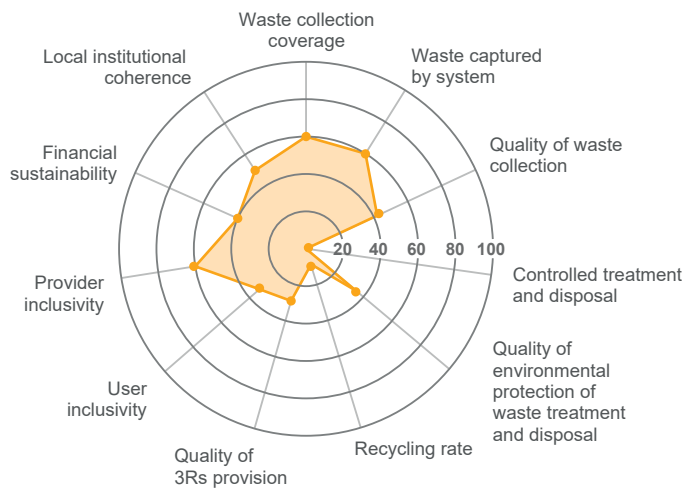 Waste collection
coverage
Waste captured
by system
Local institutional
coherence
Quality of waste
collection
Financial
sustainability
20 40 60 80 100
Controlled treatment
and disposal
Provider
inclusivity
Quality of
environmental
protection of
waste treatment
and disposal
User
inclusivity
Recycling rate
Quality of
3Rs provision